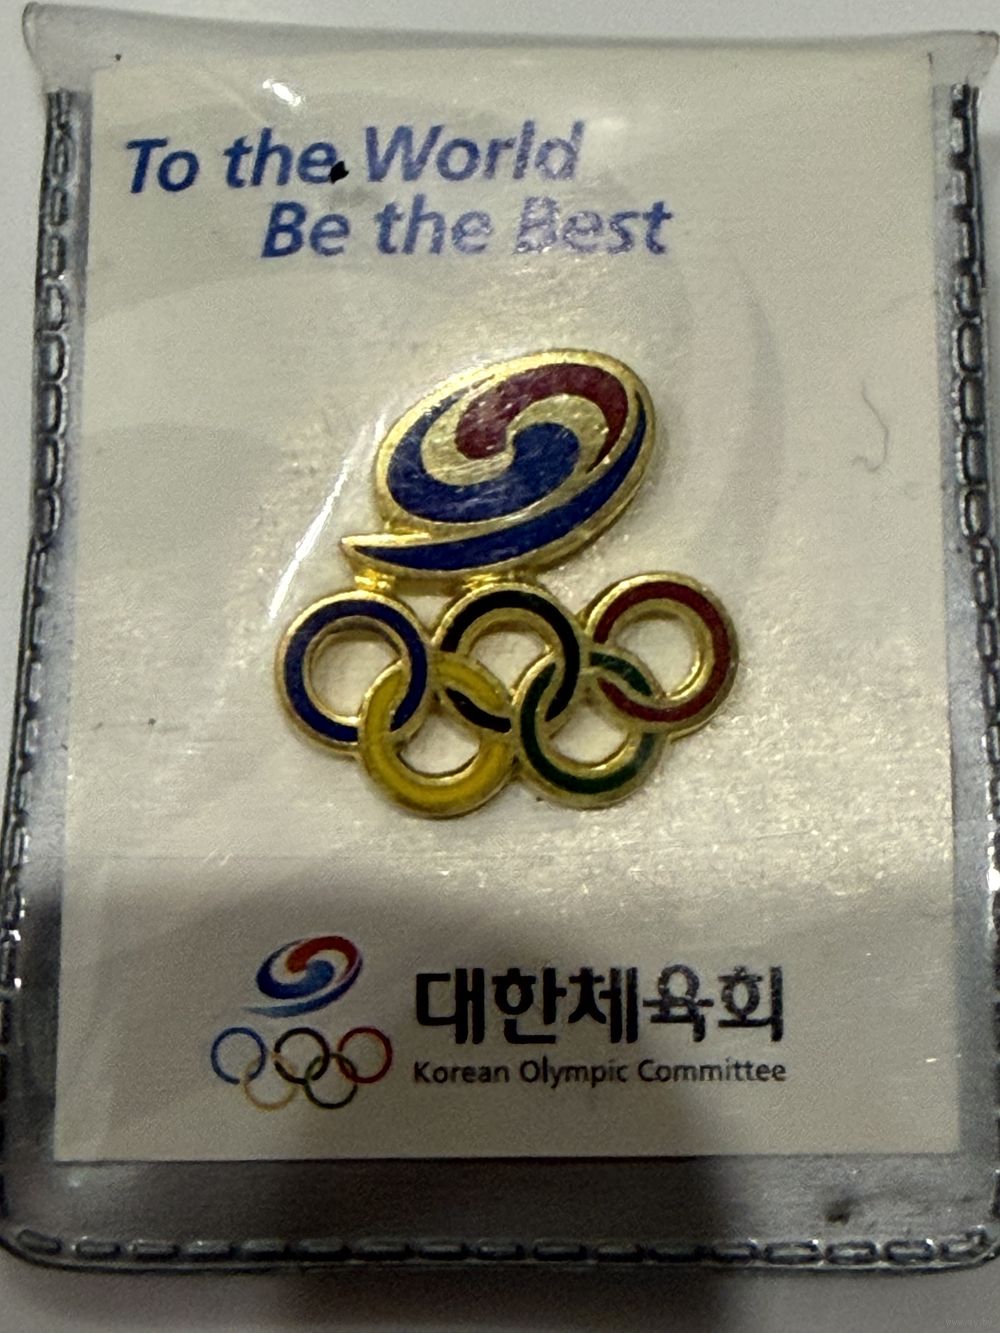 To the World
Be the Best
대한체육회
Korean Olympic Committee